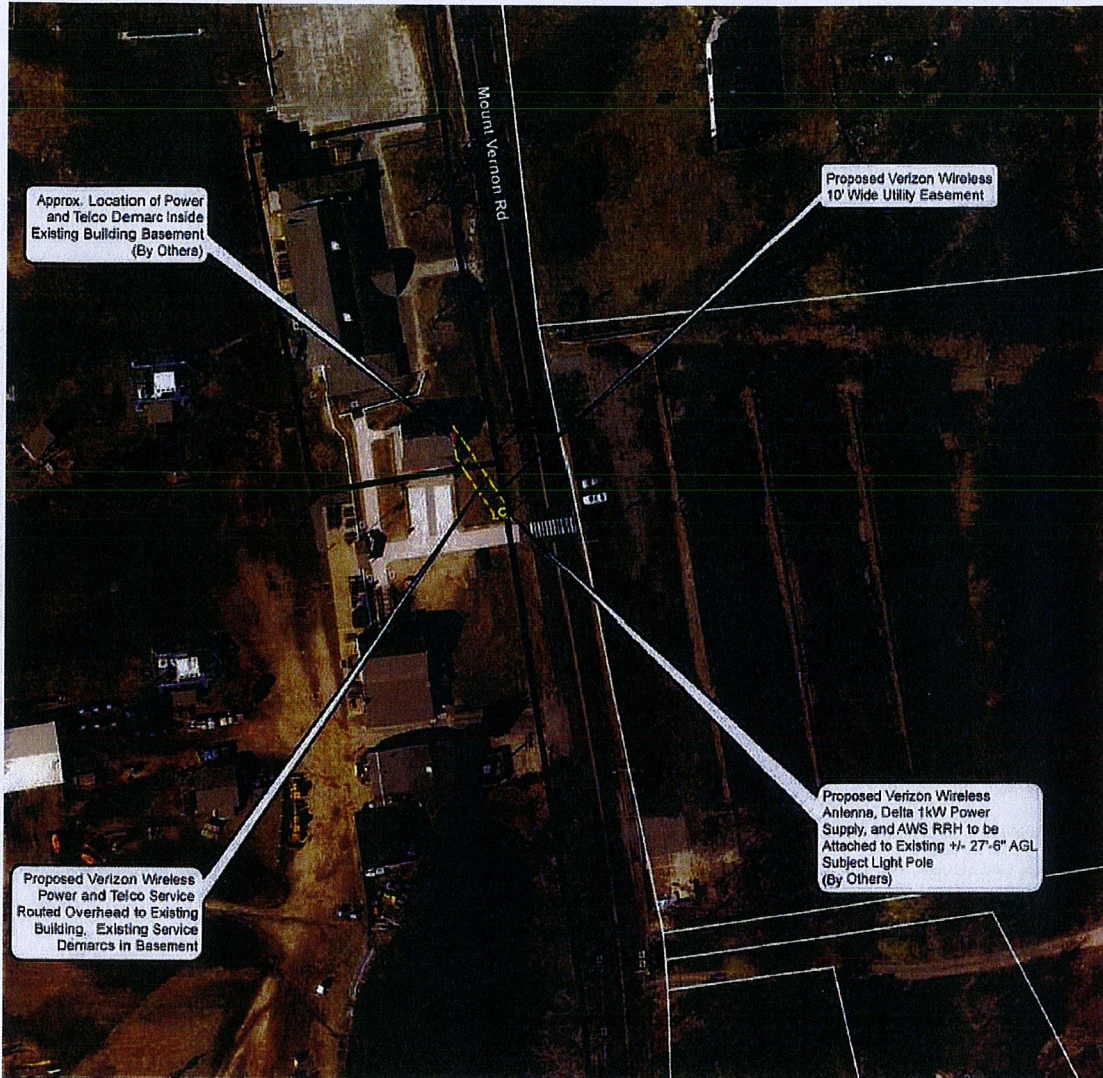 Mount Vernon Rd
Approx. Location of Power
and Telco Demarc Inside
Existing Building Basement
(By Others)
Proposed Verizon Wireless
10' Wide Utility Easement
Proposed Verizon Wireless
Antenna, Delta 1kW Power
Supply, and AWS RRH to be
Attached to Existing +/- 27'-6" AGL
Subject Light Pole
(By Others)
Proposed Verizon Wireless
Power and Telco Service
Routed Overhead to Existing
Building, Existing Service
Demarcs in Basement